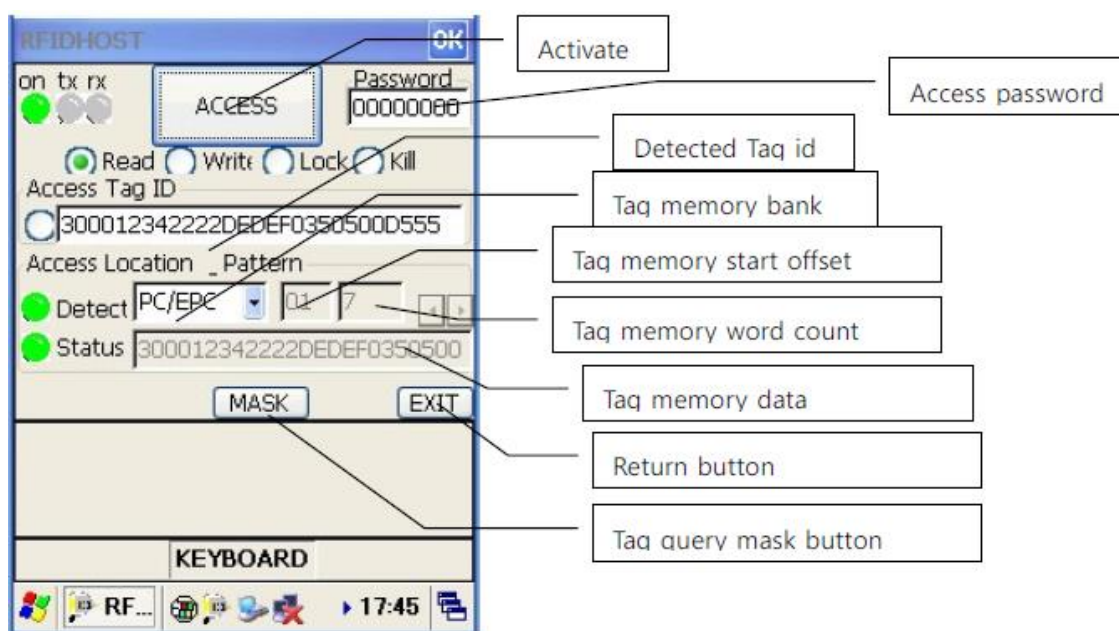 RFIDHOST OK
on tx rx
ACCESS
Password
00000000
Read Write Lock Kill
Access Tag ID
300012342222DEDEF0350500D555
Access Location _ Pattern
Detect PC/EPC 01 7
Status 300012342222DEDEF0350500
MASK EXIT
KEYBOARD
RF... 17:45
Activate
Access password
Detected Tag id
Tag memory bank
Tag memory start offset
Tag memory word count
Tag memory data
Return button
Tag query mask button